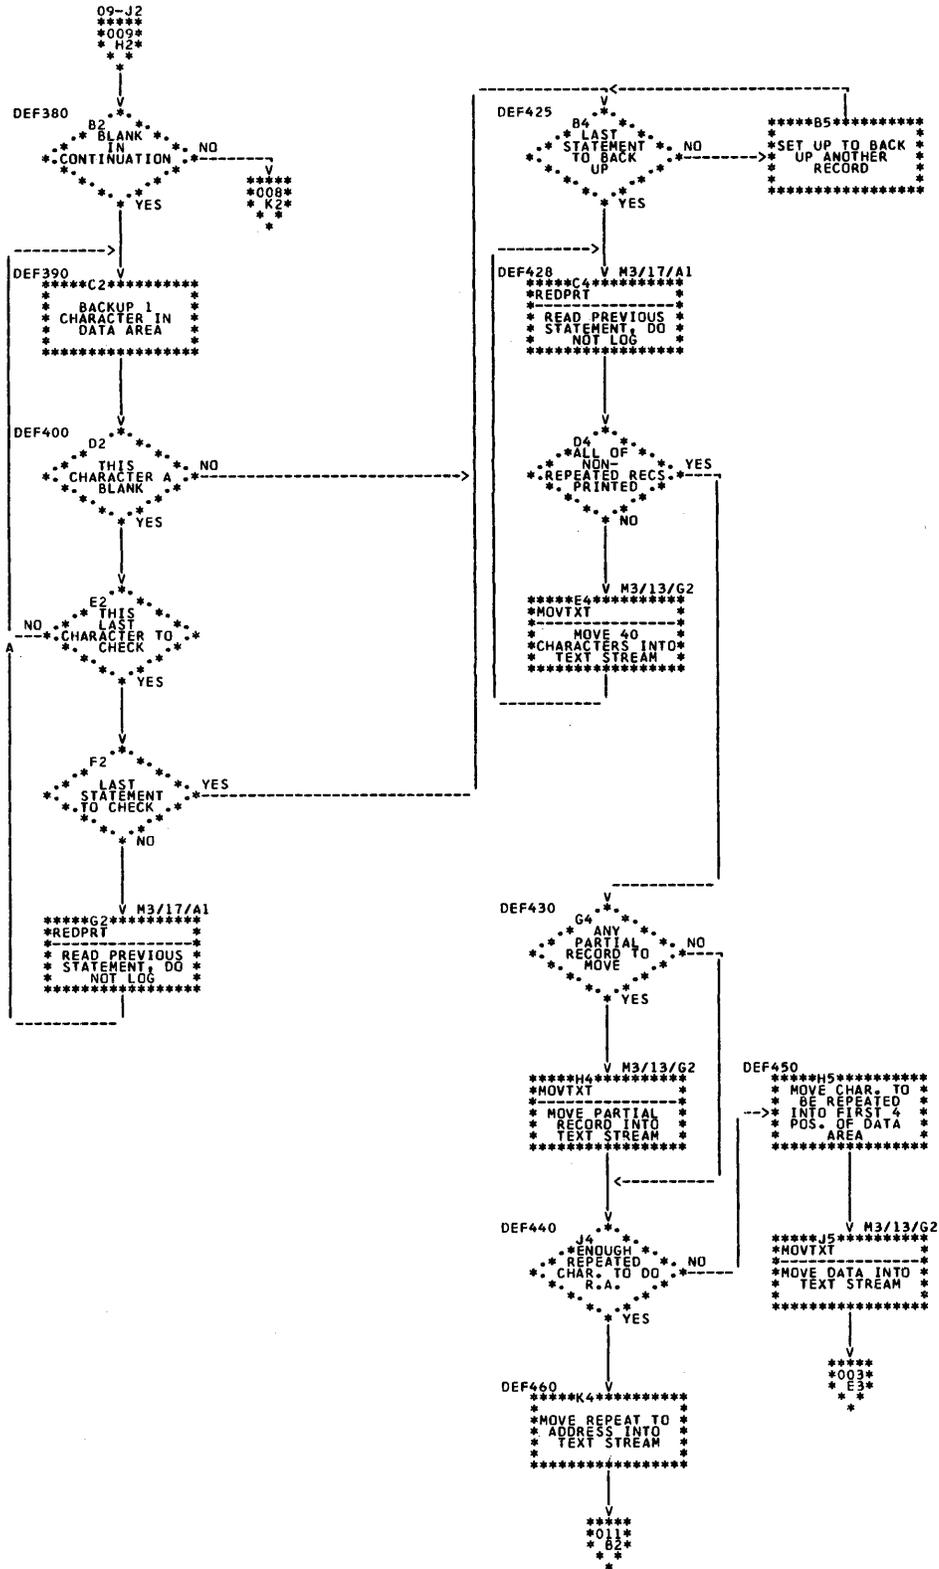 09-J2
*****
*009*
* H2*
* *
*
DEF380
B2
BLANK
IN
CONTINUATION
NO
YES
*****
*008*
* K2*
* *
*
DEF390
*****C2**********
BACKUP 1
CHARACTER IN
DATA AREA
*****************
DEF400
D2
THIS
CHARACTER A
BLANK
NO
YES
E2
THIS
LAST
CHARACTER TO
CHECK
NO
A
YES
F2
LAST
STATEMENT
TO CHECK
YES
NO
M3/17/A1
*****G2**********
*REDPRT *
READ PREVIOUS
STATEMENT, DO
NOT LOG
*****************
DEF425
B4
LAST
STATEMENT
TO BACK
UP
NO
YES
*****B5**********
SET UP TO BACK
UP ANOTHER
RECORD
*****************
DEF428
M3/17/A1
*****C4**********
*REDPRT *
READ PREVIOUS
STATEMENT, DO
NOT LOG
*****************
D4
ALL OF
NON-
REPEATED RECS
PRINTED
YES
NO
M3/13/G2
*****E4**********
*MOVTXT *
MOVE 40
CHARACTERS INTO
TEXT STREAM
*****************
DEF430
G4
ANY
PARTIAL
RECORD TO
MOVE
NO
YES
M3/13/G2
*****H4**********
*MOVTXT *
MOVE PARTIAL
RECORD INTO
TEXT STREAM
*****************
DEF440
J4
ENOUGH
REPEATED
CHAR. TO DO
R.A.
NO
YES
DEF450
*****H5**********
MOVE CHAR. TO
BE REPEATED
INTO FIRST 4
POS. OF DATA
AREA
*****************
M3/13/G2
*****J5**********
*MOVTXT *
MOVE DATA INTO
TEXT STREAM
*****************
*****
*003*
* E3*
* *
*
DEF460
*****K4**********
MOVE REPEAT TO
ADDRESS INTO
TEXT STREAM
*****************
*****
*011*
* B2*
* *
*